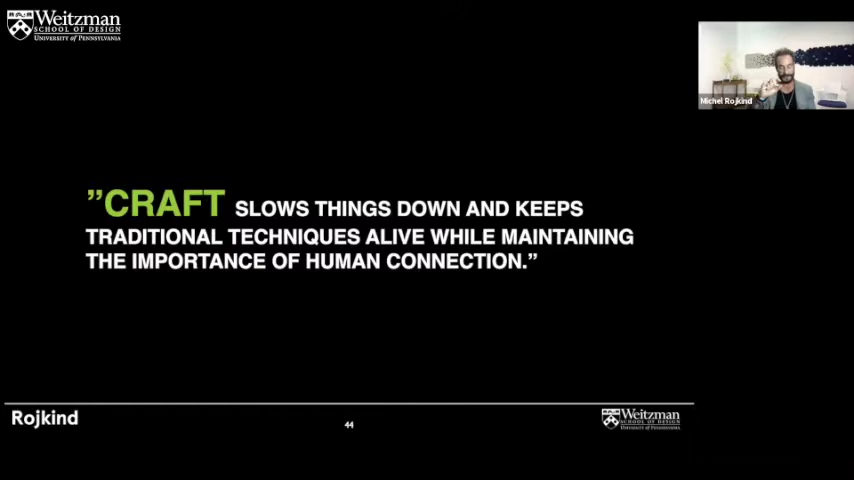 Weitzman
SCHOOL OF DESIGN
UNIVERSITY of PENNSYLVANIA
Michel Rojkind
”CRAFT SLOWS THINGS DOWN AND KEEPS
TRADITIONAL TECHNIQUES ALIVE WHILE MAINTAINING
THE IMPORTANCE OF HUMAN CONNECTION.”
Rojkind
44
Weitzman
SCHOOL OF DESIGN
UNIVERSITY of PENNSYLVANIA